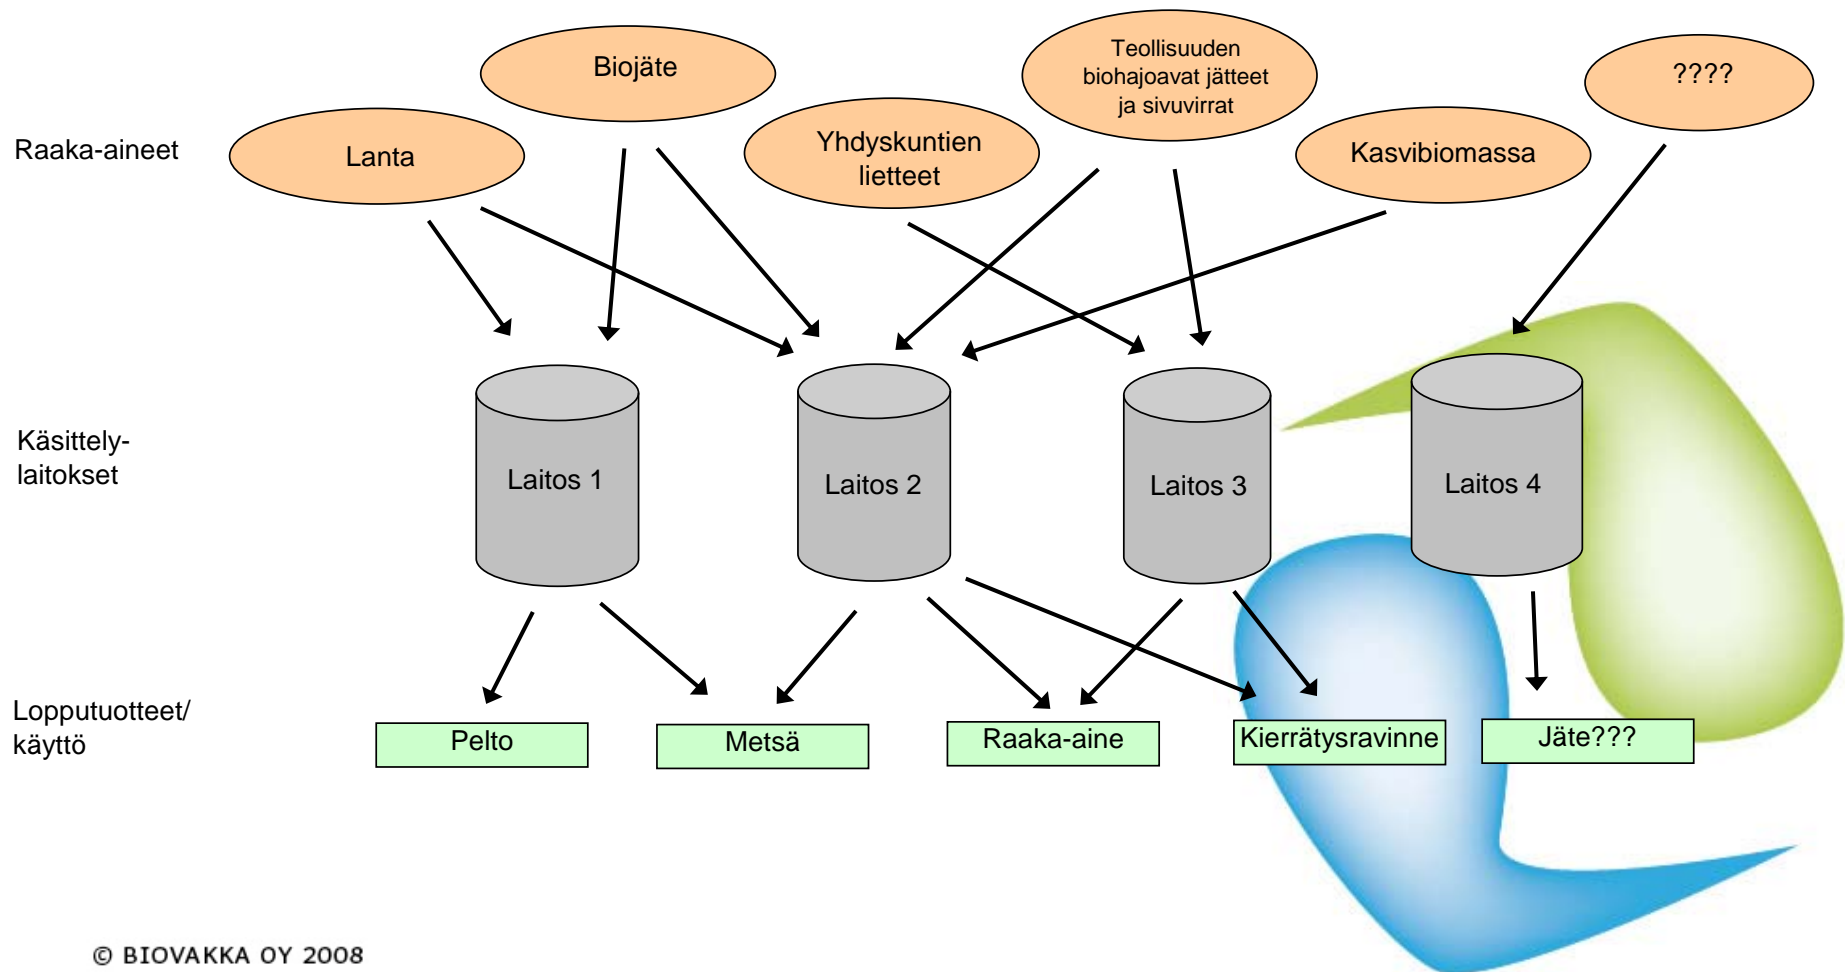 Raaka-aineet
Lanta
Biojäte
Yhdyskuntien
lietteet
Teollisuuden
biohajoavat jätteet
ja sivuvirrat
Kasvibiomassa
????
Käsittely-
laitokset
Laitos 1
Laitos 2
Laitos 3
Laitos 4
Lopputuotteet/
käyttö
Pelto
Metsä
Raaka-aine
Kierrätysravinne
Jäte???
© BIOVAKKA OY 2008